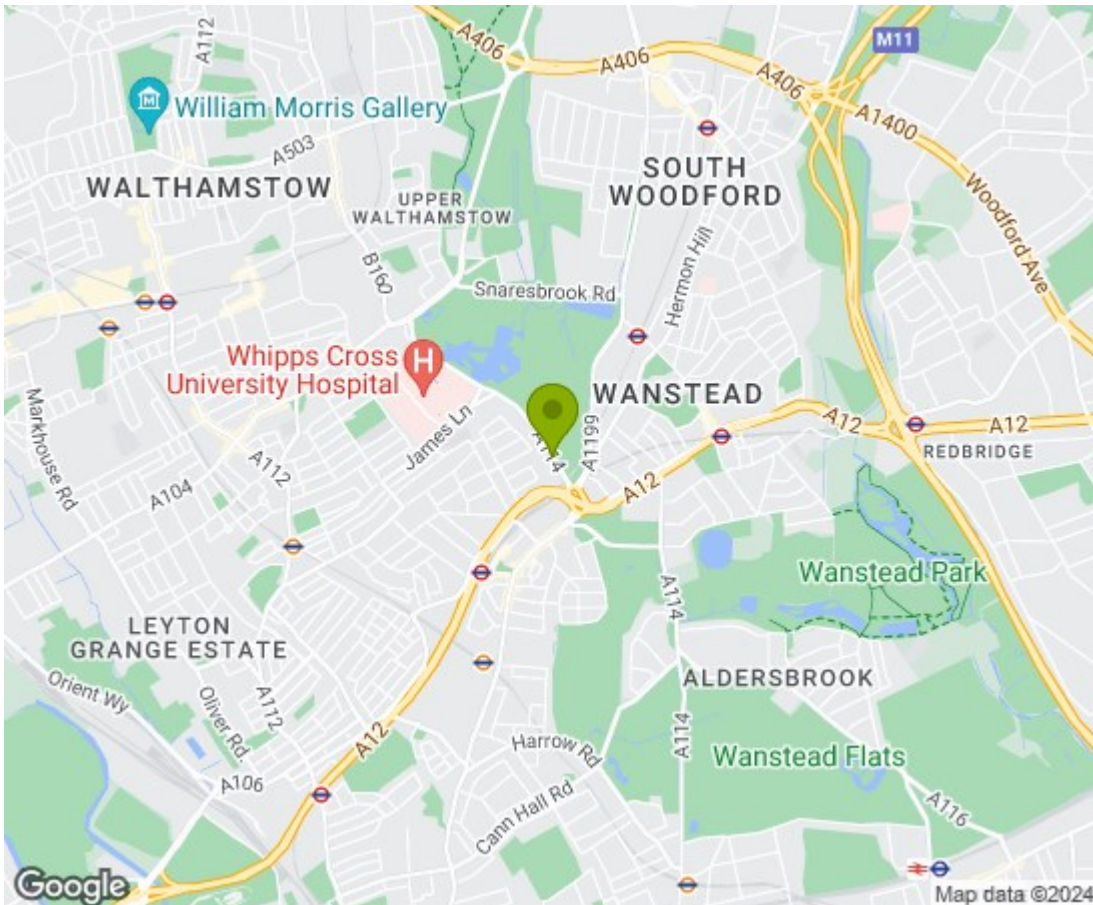 A112
A406
A406
A406
M11
A1400
William Morris Gallery
A503
WALTHAMSTOW
UPPER
WALTHAMSTOW
SOUTH
WOODFORD
Woodford Ave
B160
Hermon Hill
Snaresbrook Rd
Whipps Cross
University Hospital
H
WANSTEAD
James Ln
A114
A1199
A12
A12
A12
REDBRIDGE
Markhouse Rd
A112
A104
Wanstead Park
LEYTON
GRANGE ESTATE
A114
ALDERSBROOK
Orient Wy
Oliver Rd.
A112
A12
A106
Harrow Rd
A114
Wanstead Flats
Cann Hall Rd
A116
Google
Map data ©2024